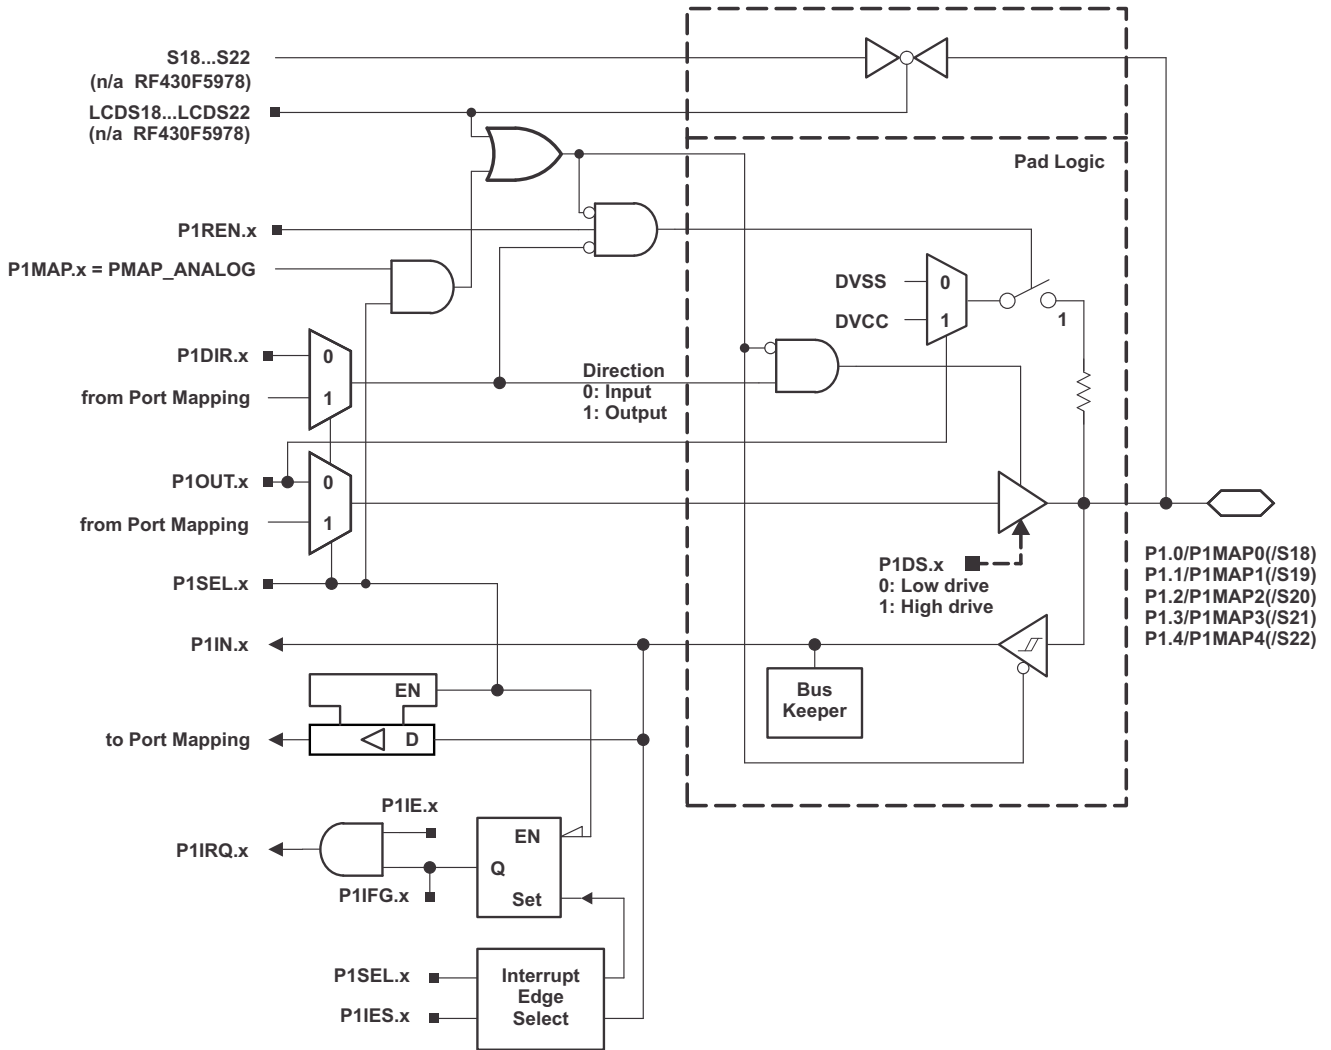 S18...S22
(n/a RF430F5978)
LCDS18...LCDS22
(n/a RF430F5978)
Pad Logic
P1REN.x
P1MAP.x = PMAP_ANALOG
DVSS
0
DVCC
1
1
P1DIR.x
0
from Port Mapping
1
Direction
0: Input
1: Output
P1OUT.x
0
from Port Mapping
1
P1SEL.x
P1DS.x
0: Low drive
1: High drive
P1.0/P1MAP0(/S18)
P1.1/P1MAP1(/S19)
P1.2/P1MAP2(/S20)
P1.3/P1MAP3(/S21)
P1.4/P1MAP4(/S22)
P1IN.x
Bus
Keeper
EN
to Port Mapping
D
P1IE.x
P1IRQ.x
EN
Q
P1IFG.x
Set
P1SEL.x
P1IES.x
Interrupt
Edge
Select